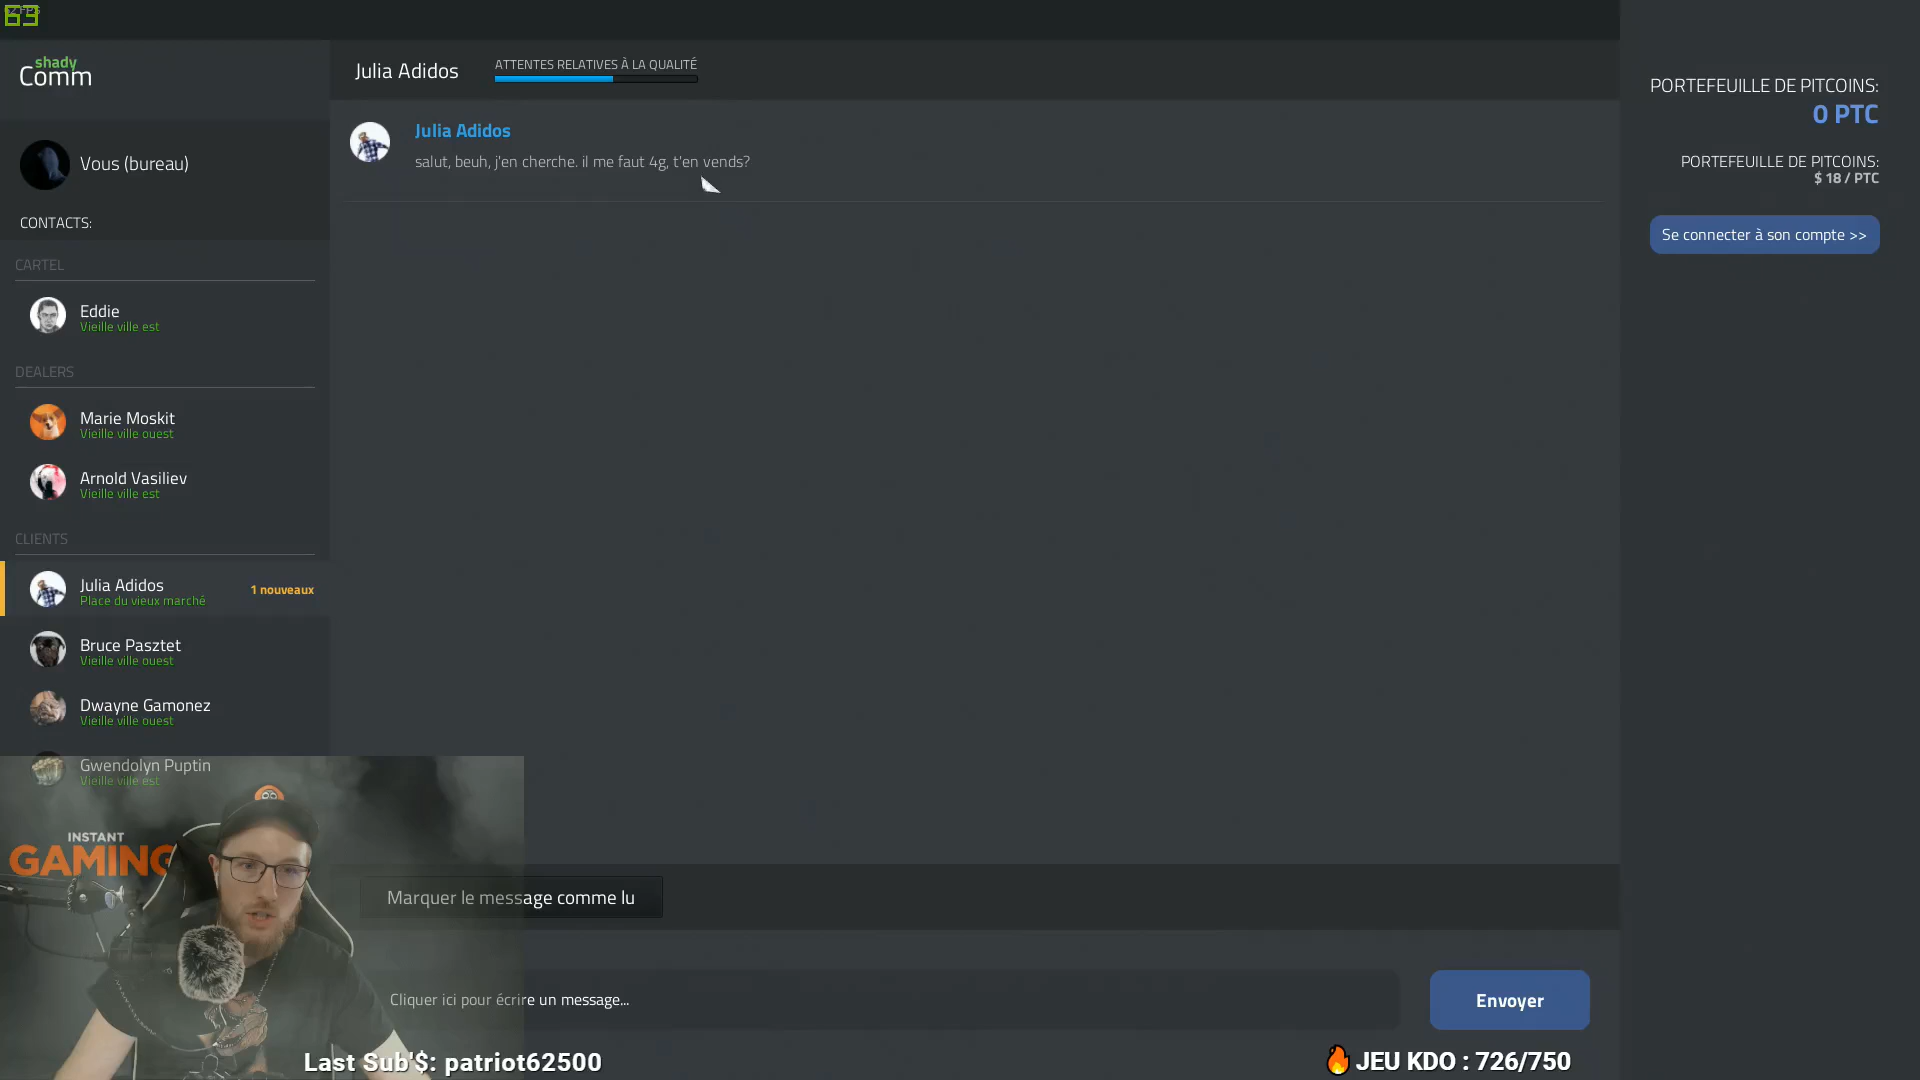 63
shady
Comm
Julia Adidos
ATTENTES RELATIVES À LA QUALITÉ
PORTEFEUILLE DE PITCOINS:
0 PTC
PORTEFEUILLE DE PITCOINS:
$ 18 / PTC
Se connecter à son compte >>
Julia Adidos
salut, beuh, j'en cherche. il me faut 4g, t'en vends?
Vous (bureau)
CONTACTS:
CARTEL
Eddie
Vieille ville est
DEALERS
Marie Moskit
Vieille ville ouest
Arnold Vasiliev
Vieille ville est
CLIENTS
Julia Adidos
Place du vieux marché
1 nouveaux
Bruce Pasztet
Vieille ville ouest
Dwayne Gamonez
Vieille ville ouest
Gwendolyn Puptin
Vieille ville est
INSTANT
GAMING
Marquer le message comme lu
Cliquer ici pour écrire un message...
Envoyer
Last Sub'$: patriot62500
JEU KDO : 726/750